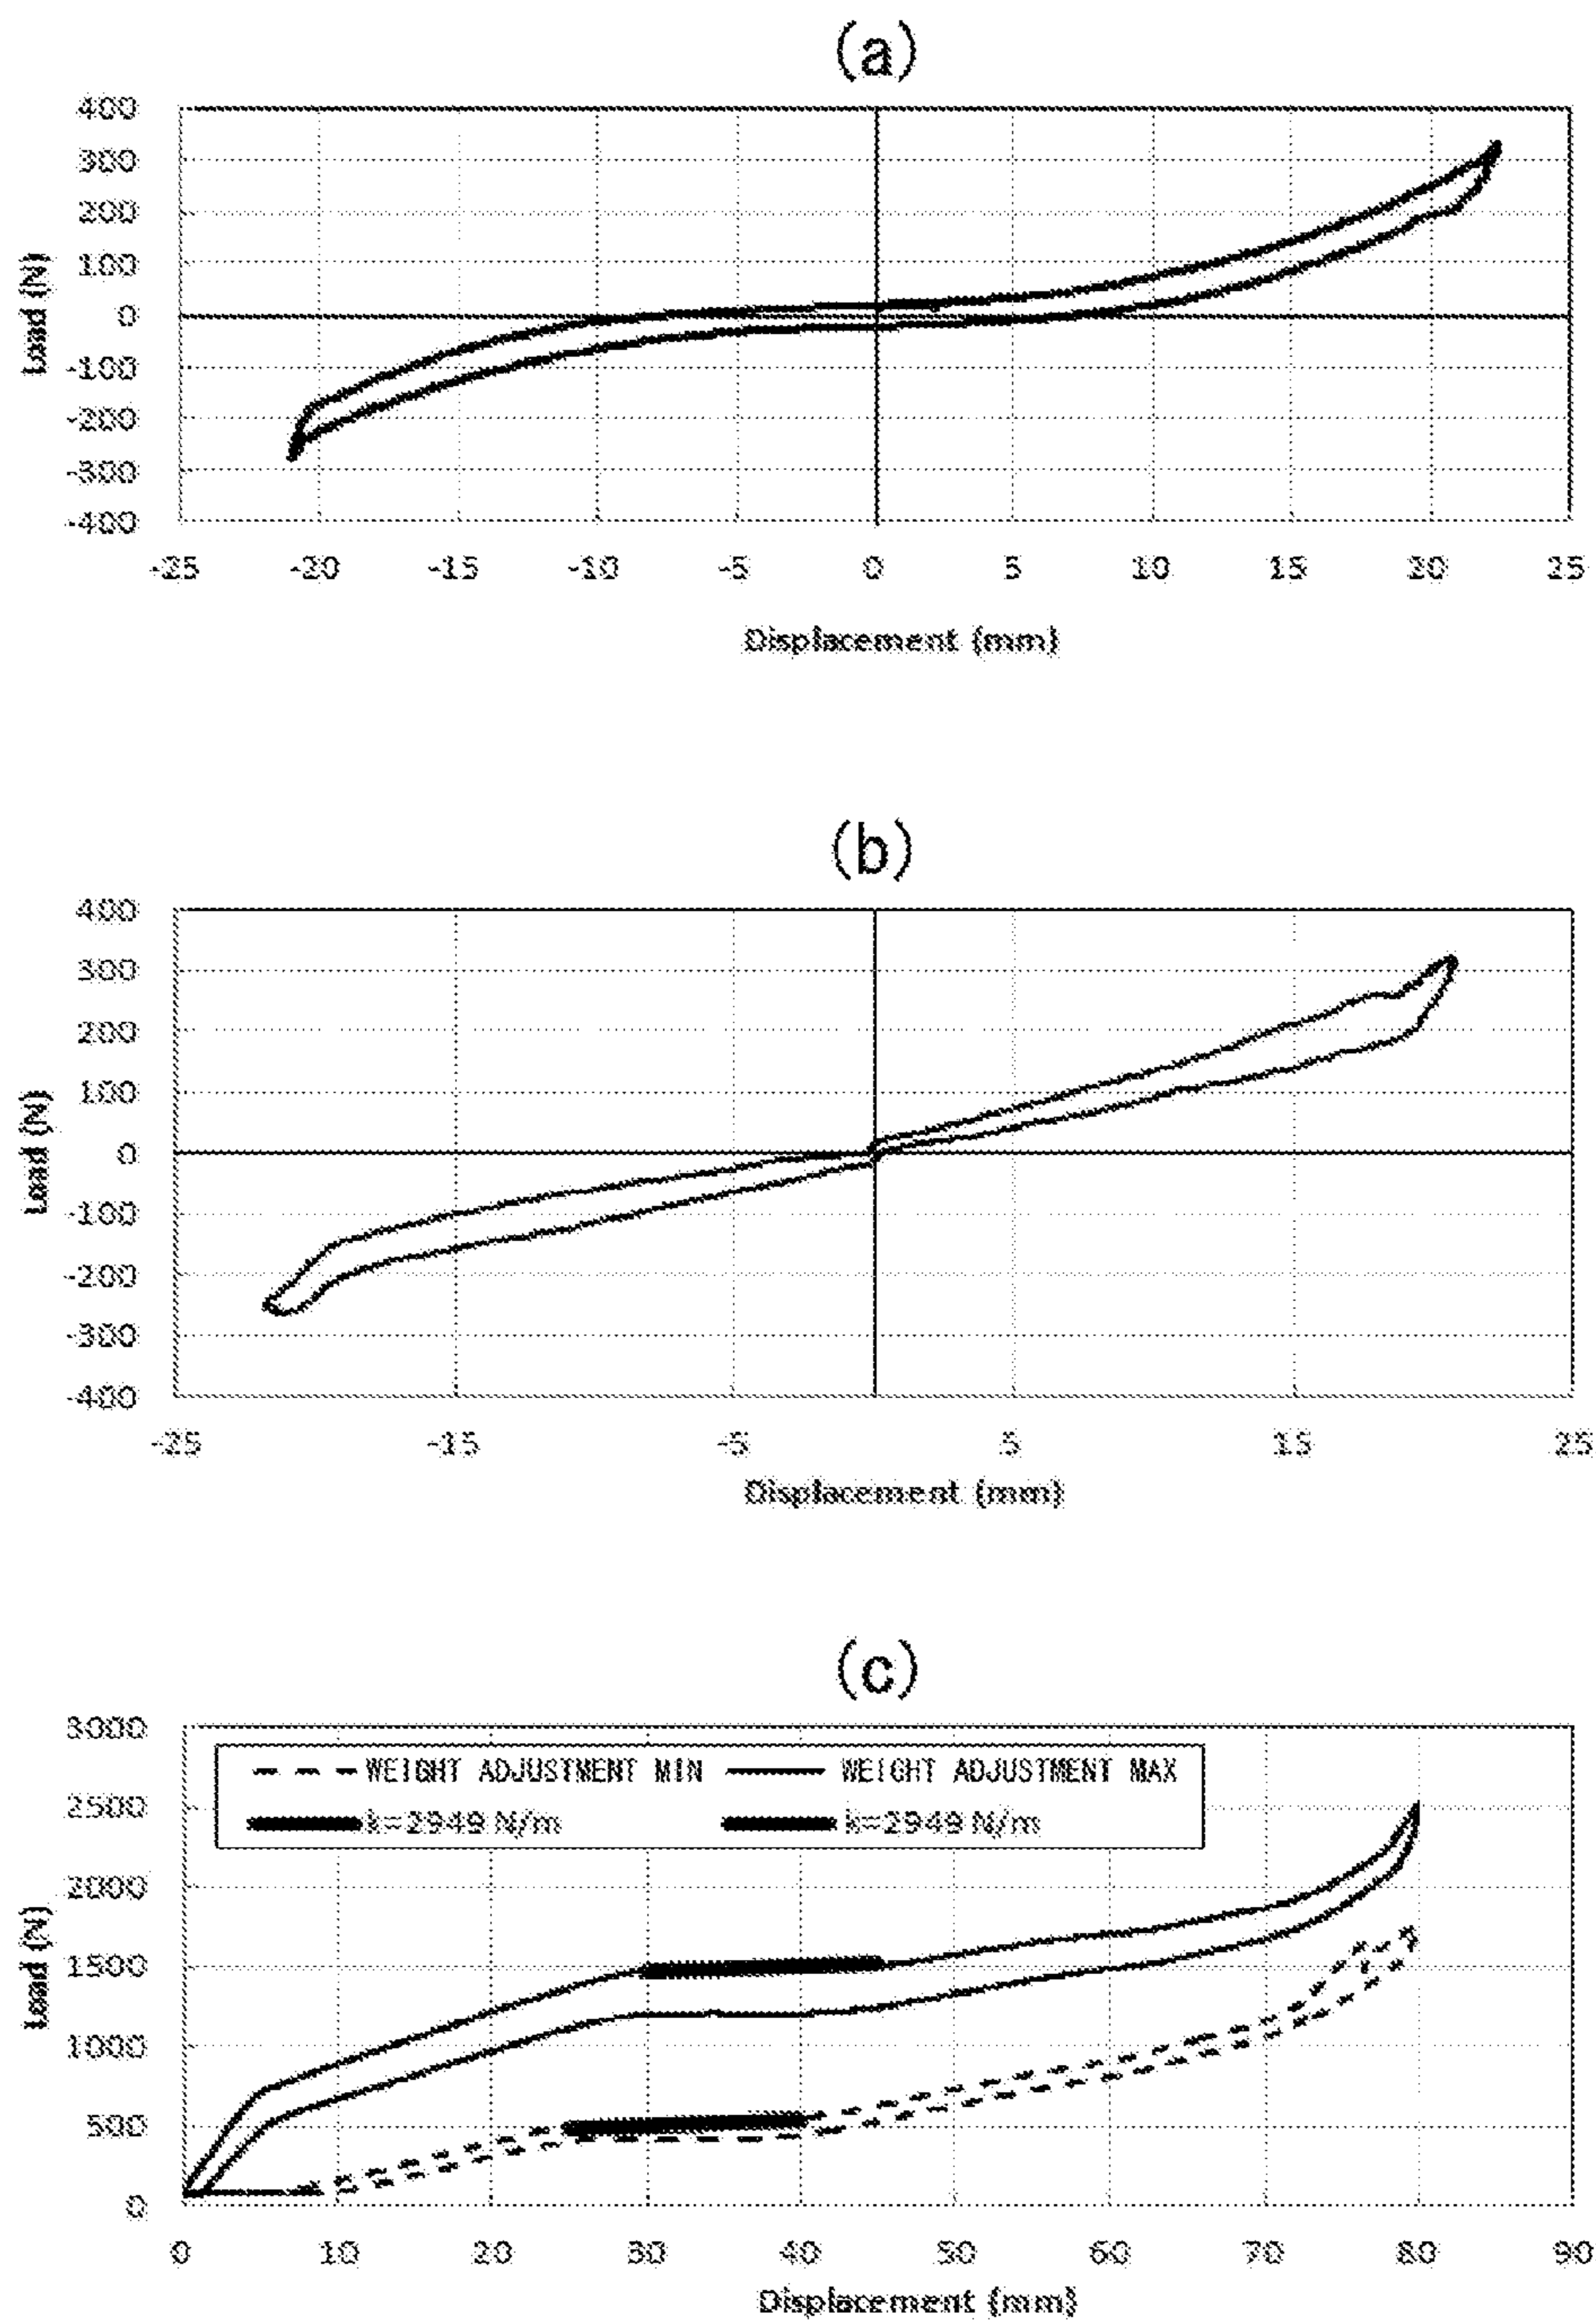 (a)
400
300
200
100
0
-100
-200
-300
-400
Load (N)
-25 -20 -15 -10 -5 0 5 10 15 20 25
Displacement (mm)
(b)
400
300
200
100
0
-100
-200
-300
-400
Load (N)
-25 -15 -5 5 15 25
Displacement (mm)
(c)
3000
2500
2000
1500
1000
500
0
Load (N)
WEIGHT ADJUSTMENT MIN WEIGHT ADJUSTMENT MAX
k=2949 N/m k=2949 N/m
0 10 20 30 40 50 60 70 80 90
Displacement (mm)